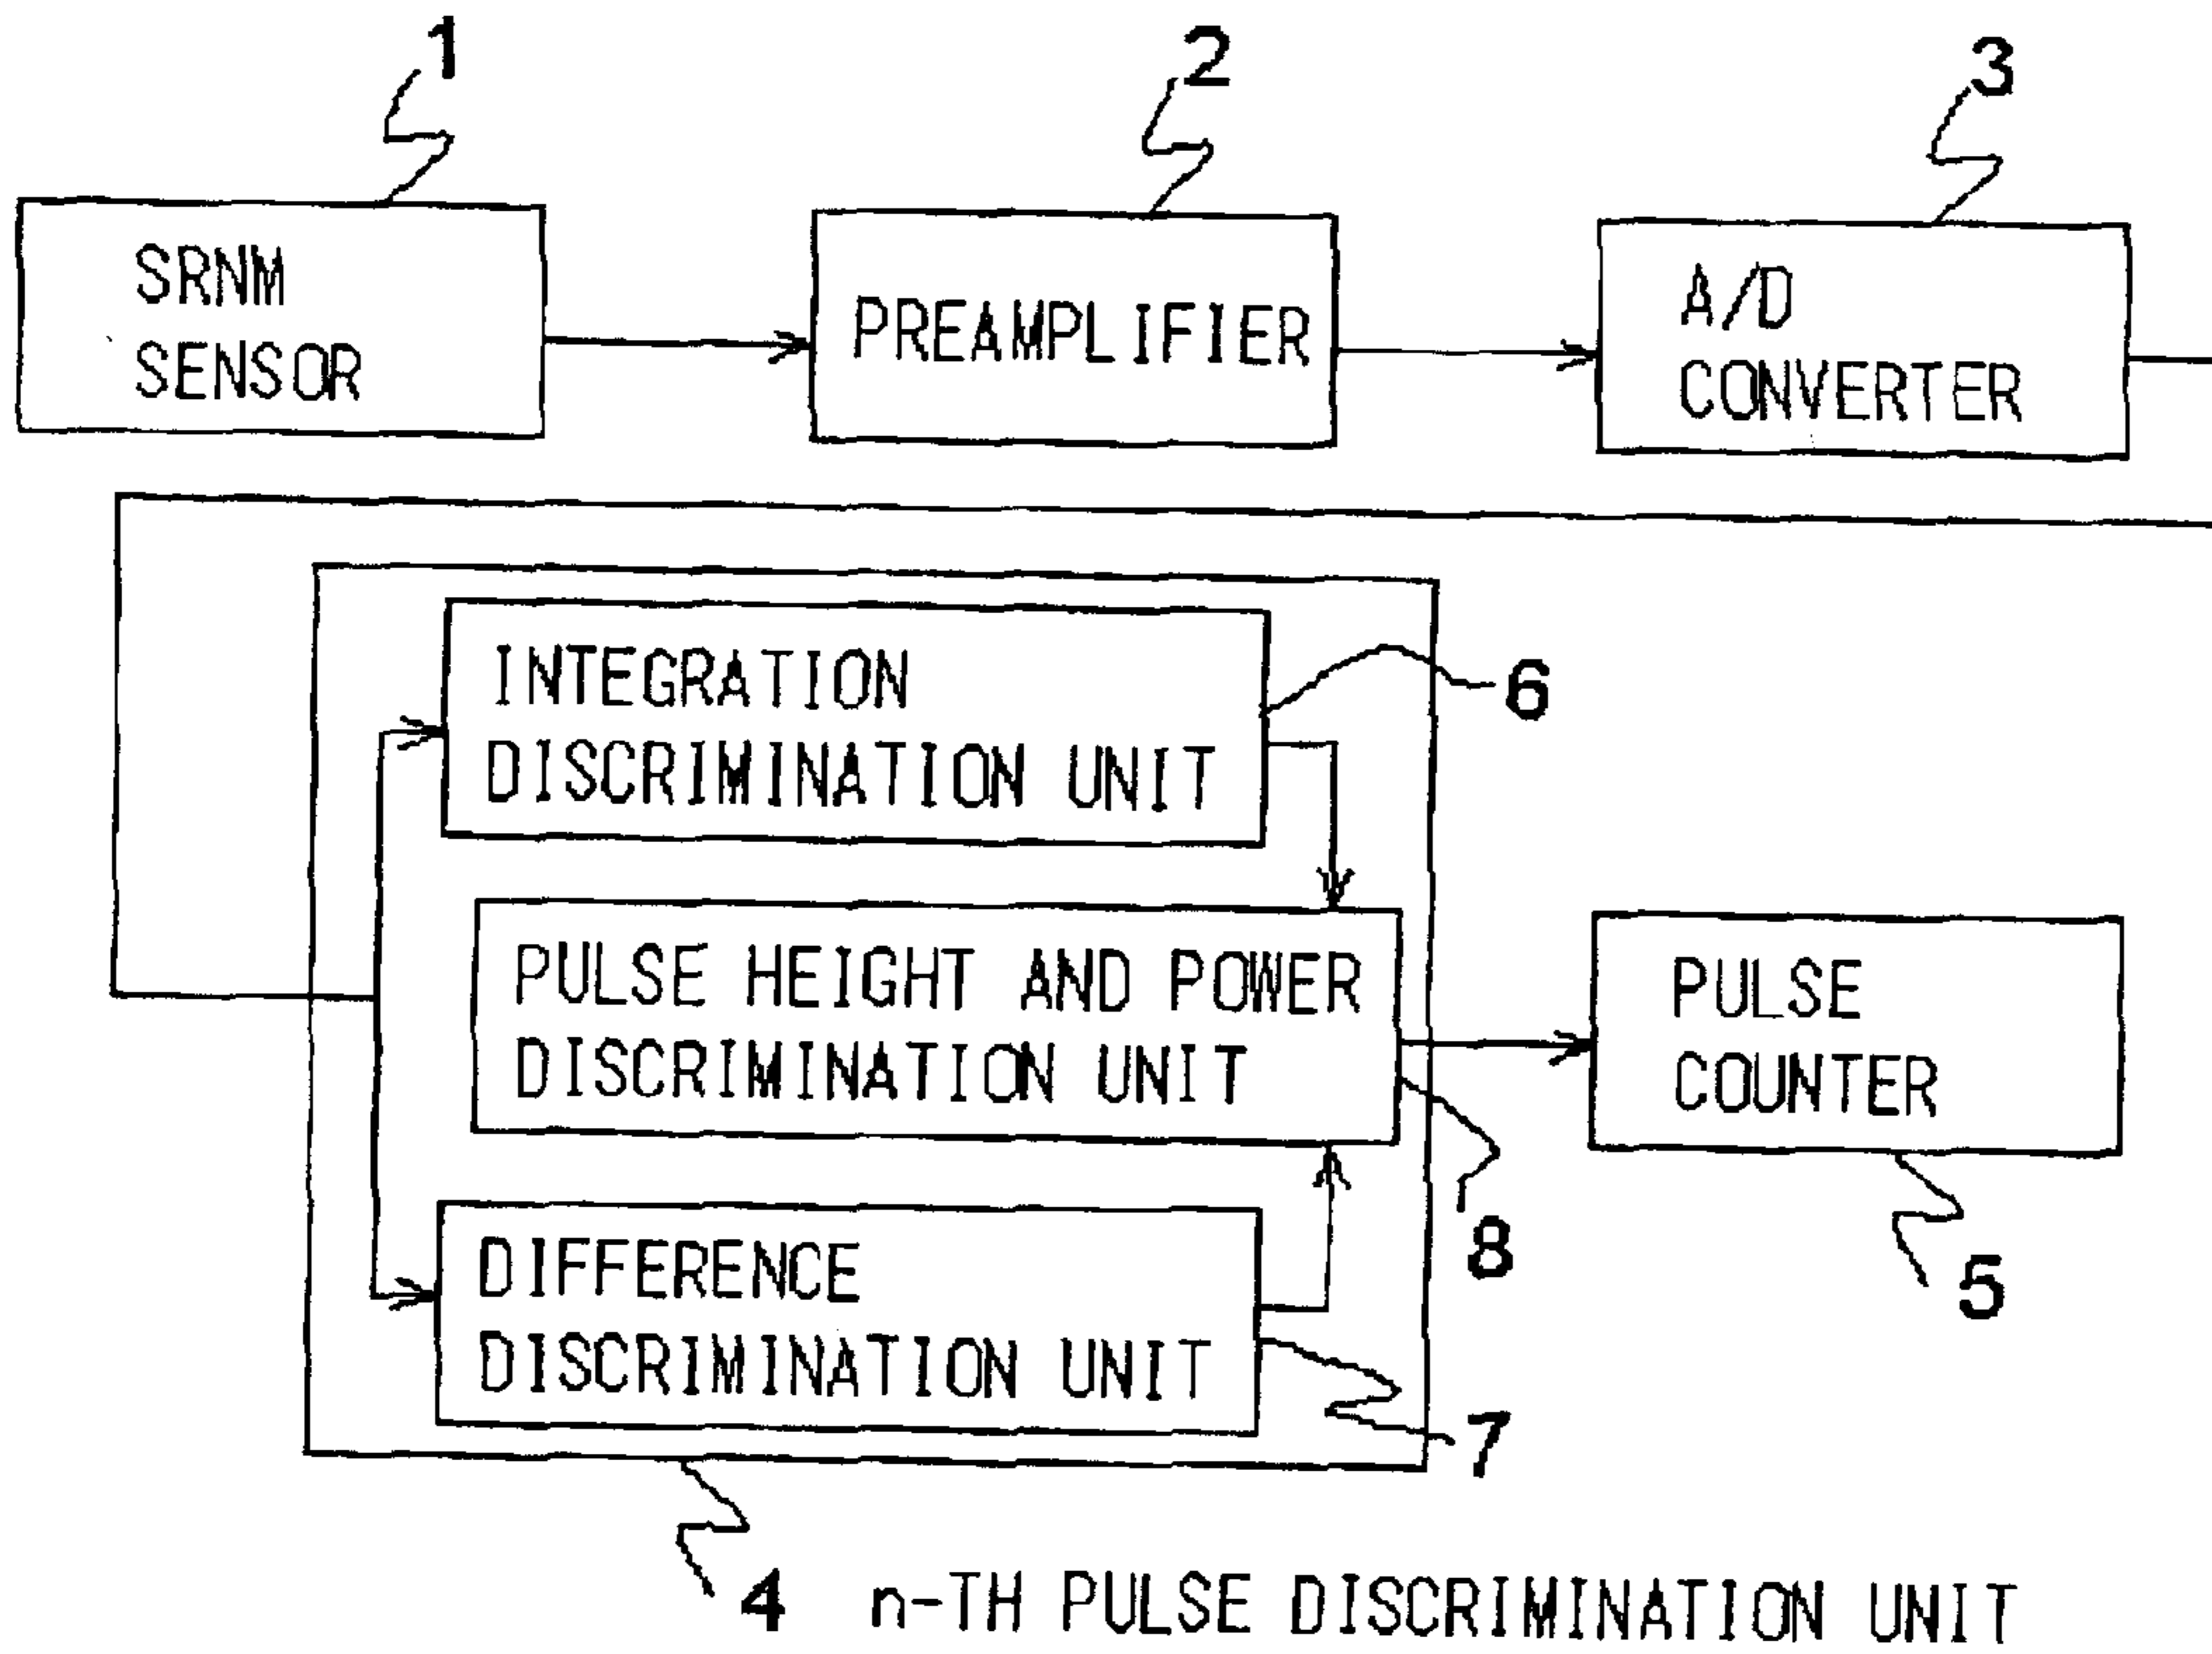 1
2
3
SRNM
SENSOR
PREAMPLIFIER
A/D
CONVERTER
INTEGRATION
DISCRIMINATION UNIT
6
PULSE HEIGHT AND POWER
DISCRIMINATION UNIT
PULSE
COUNTER
8
5
DIFFERENCE
DISCRIMINATION UNIT
7
4 n-TH PULSE DISCRIMINATION UNIT